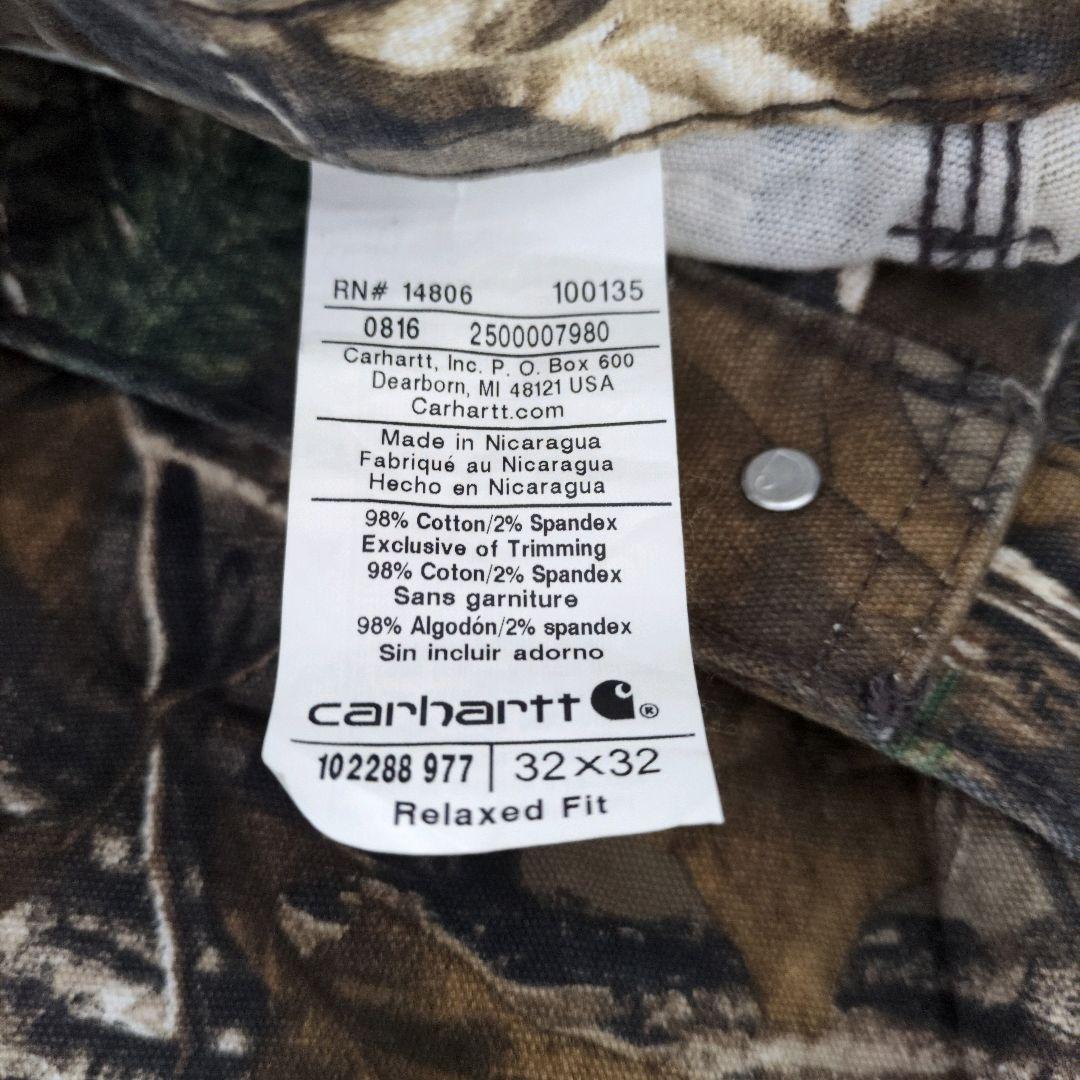 RN# 14806 100135
0816 2500007980
Carhartt, Inc. P. O. Box 600
Dearborn, MI 48121 USA
Carhartt.com
Made in Nicaragua
Fabriqué au Nicaragua
Hecho en Nicaragua
98% Cotton/2% Spandex
Exclusive of Trimming
98% Coton/2% Spandex
Sans garniture
98% Algodón/2% spandex
Sin incluir adorno
carhartt ®
102288 977 | 32×32
Relaxed Fit